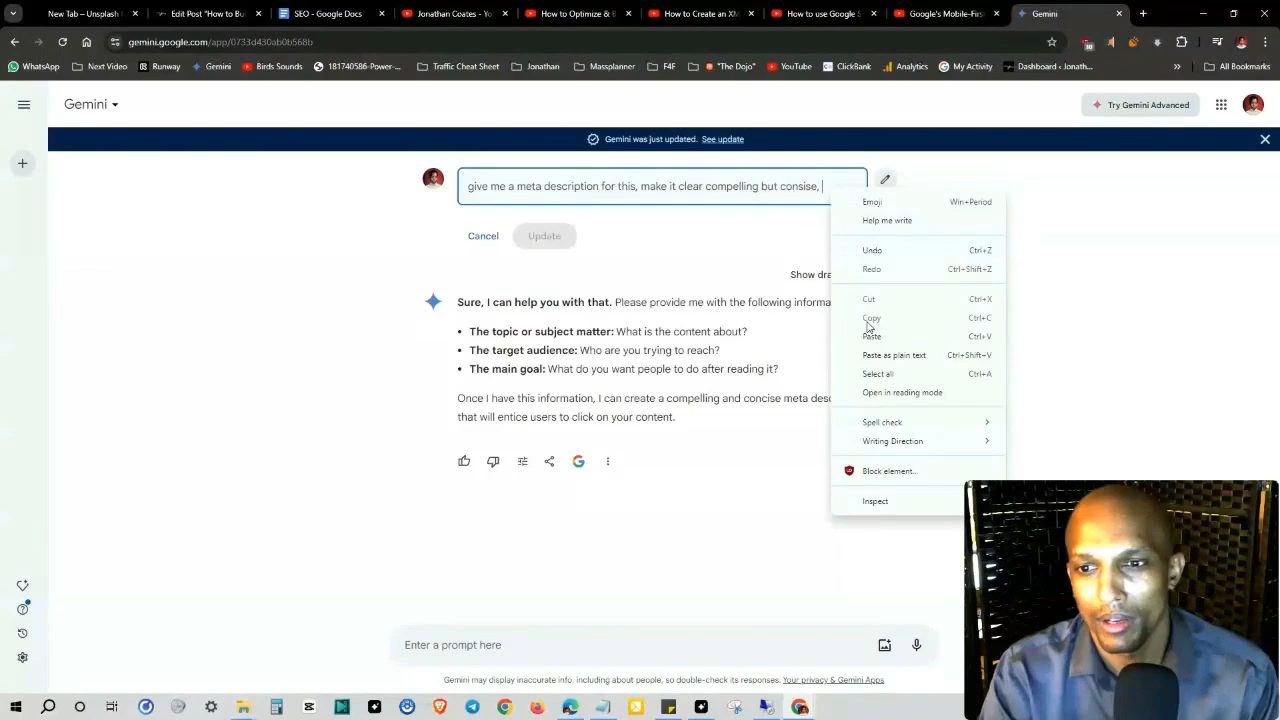 New Tab – Unsplash
Edit Post "How to Bu
SEO - Google Docs
Jonathan Coates - Yo
How to Optimize & E
How to Create an XM
How to use Google S
Google's Mobile-Firs
Gemini
gemini.google.com/app/0733d430ab0b568b
WhatsApp
Next Video
Runway
Gemini
Birds Sounds
181740586-Power-...
Traffic Cheat Sheet
Jonathan
Massplanner
F4F
"The Dojo"
YouTube
ClickBank
Analytics
My Activity
Dashboard ‹ Jonath...
»
All Bookmarks
Gemini
Try Gemini Advanced
Gemini was just updated. See update
give me a meta description for this, make it clear compelling but consise,
Cancel
Update
Show dra
Sure, I can help you with that. Please provide me with the following informa
• The topic or subject matter: What is the content about?
• The target audience: Who are you trying to reach?
• The main goal: What do you want people to do after reading it?
Once I have this information, I can create a compelling and concise meta des
that will entice users to click on your content.
Emoji Win+Period
Help me write
Undo Ctrl+Z
Redo Ctrl+Shift+Z
Cut Ctrl+X
Copy Ctrl+C
Paste Ctrl+V
Paste as plain text Ctrl+Shift+V
Select all Ctrl+A
Open in reading mode
Spell check
Writing Direction
Block element...
Inspect
Enter a prompt here
Gemini may display inaccurate info, including about people, so double-check its responses. Your privacy & Gemini Apps